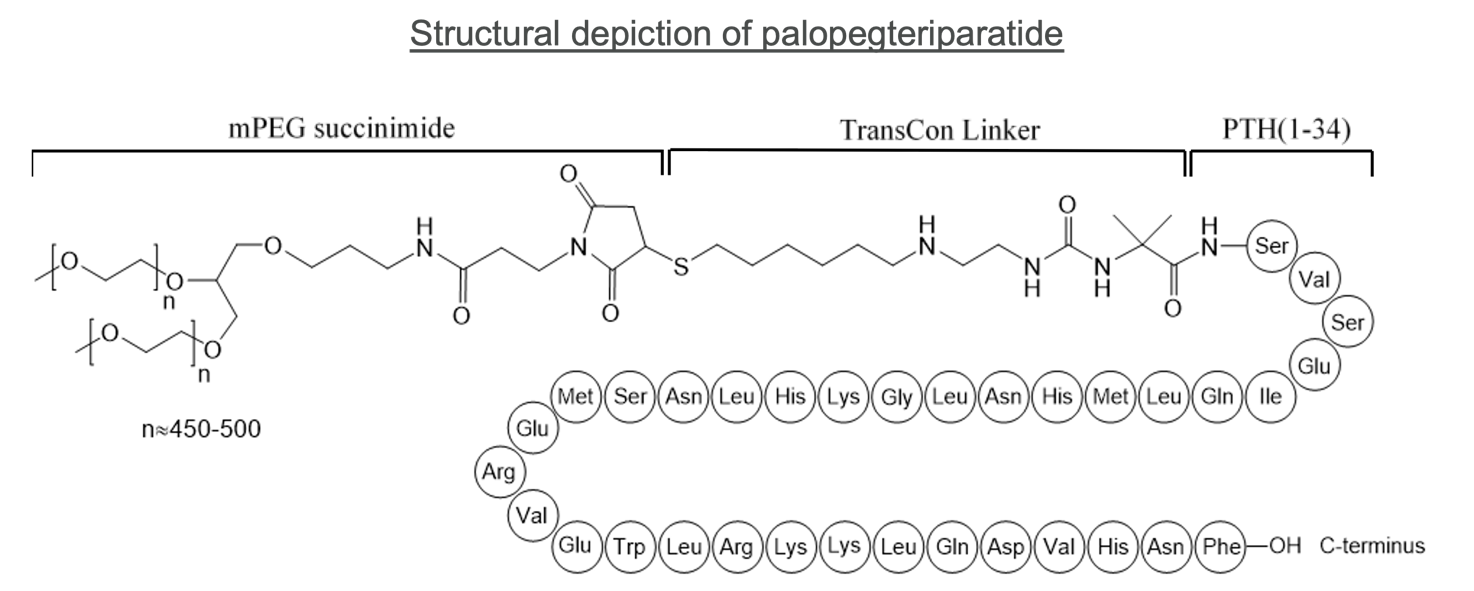 Structural depiction of palopegteriparatide
mPEG succinimide TransCon Linker PTH(1-34)
O O
H H H
O N N O N N Ser
O n O N S N N Val
H H
O O O O Ser
O n Glu
Met Ser Asn Leu His Lys Gly Leu Asn His Met Leu Gln Ile
n≈450-500 Glu
Arg
Val
Glu Trp Leu Arg Lys Lys Leu Gln Asp Val His Asn Phe OH C-terminus